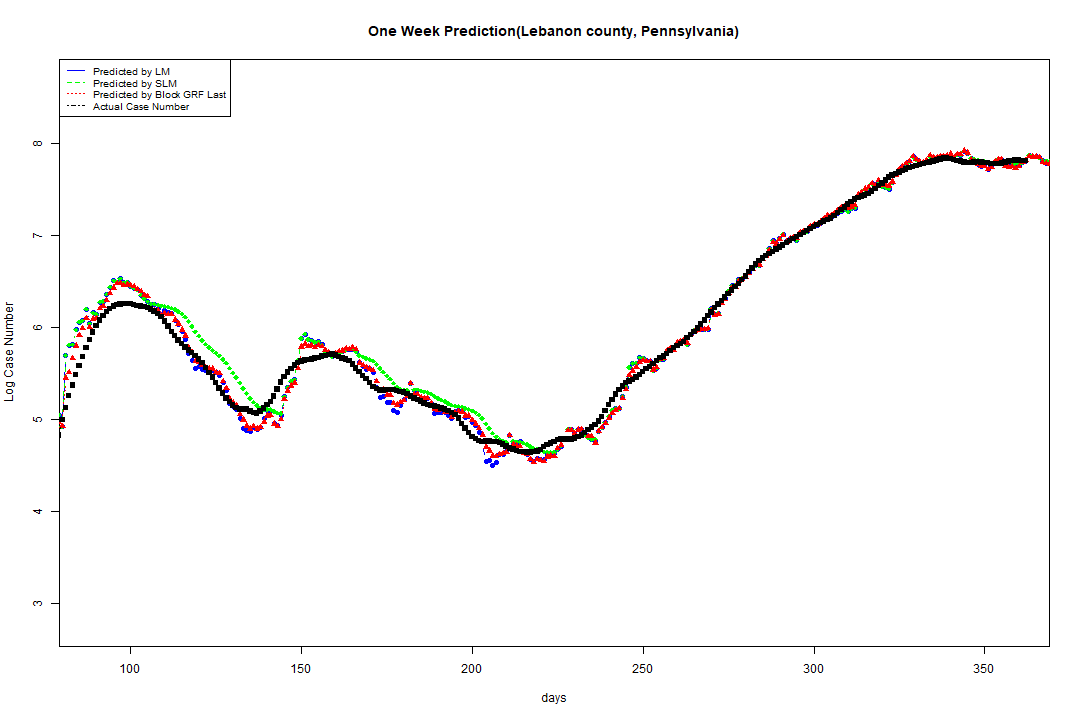 One Week Prediction(Lebanon county, Pennsylvania)
Predicted by LM
Predicted by SLM
Predicted by Block GRF Last
Actual Case Number
8
7
6
5
4
3
Log Case Number
100 150 200 250 300 350
days